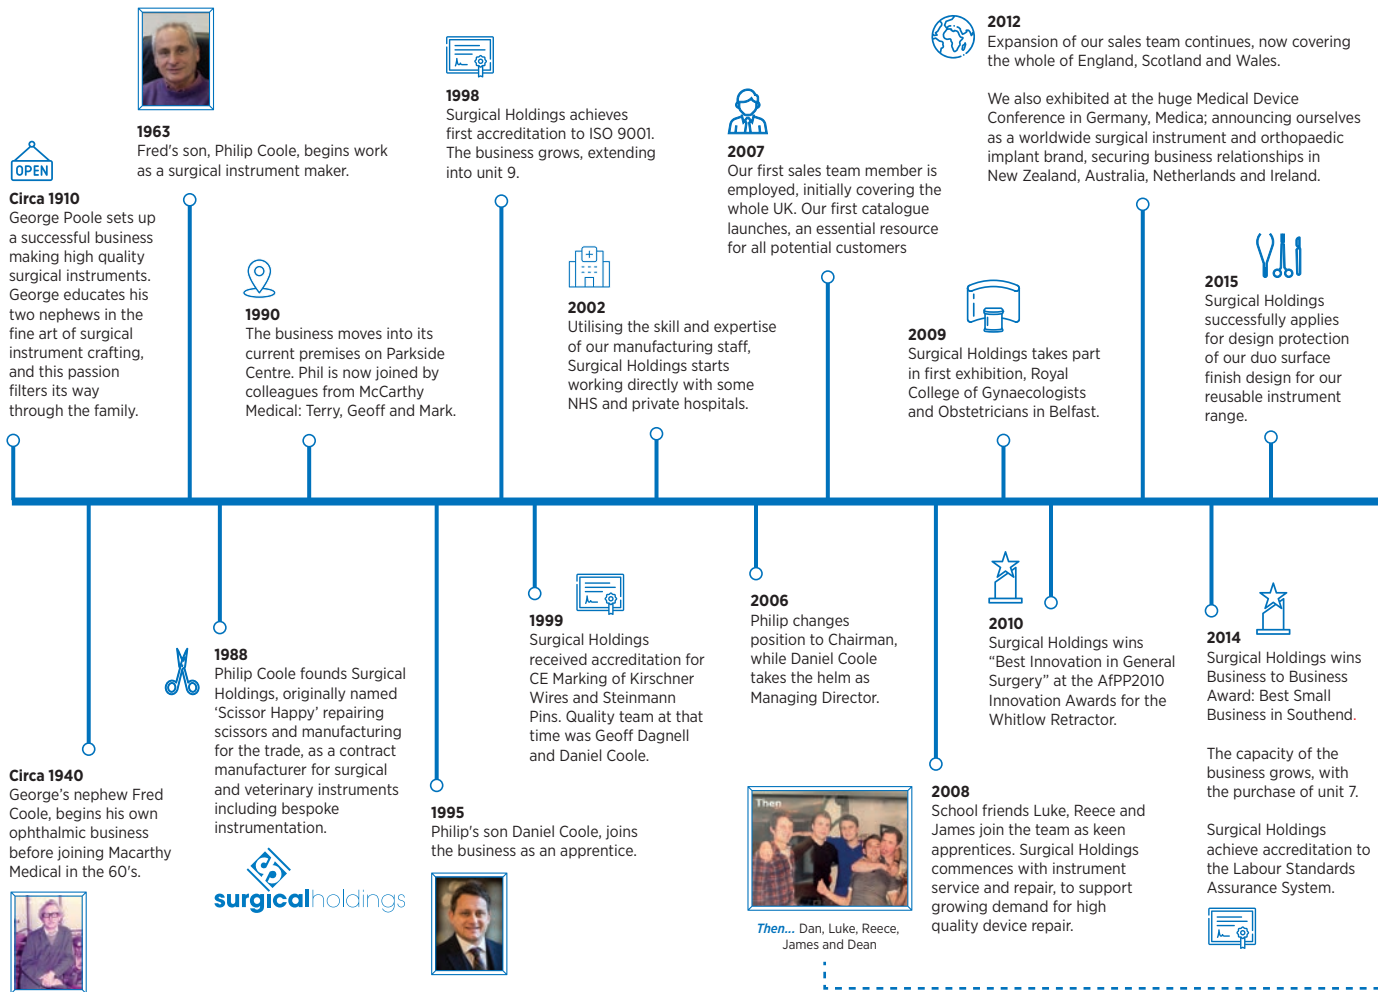 OPEN
Circa 1910
George Poole sets up
a successful business
making high quality
surgical instruments.
George educates his
two nephews in the
fine art of surgical
instrument crafting,
and this passion
filters its way
through the family.
1963
Fred's son, Philip Coole, begins work
as a surgical instrument maker.
1990
The business moves into its
current premises on Parkside
Centre. Phil is now joined by
colleagues from McCarthy
Medical: Terry, Geoff and Mark.
1998
Surgical Holdings achieves
first accreditation to ISO 9001.
The business grows, extending
into unit 9.
2002
Utilising the skill and expertise
of our manufacturing staff,
Surgical Holdings starts
working directly with some
NHS and private hospitals.
2007
Our first sales team member is
employed, initially covering the
whole UK. Our first catalogue
launches, an essential resource
for all potential customers
2009
Surgical Holdings takes part
in first exhibition, Royal
College of Gynaecologists
and Obstetricians in Belfast.
2012
Expansion of our sales team continues, now covering
the whole of England, Scotland and Wales.
We also exhibited at the huge Medical Device
Conference in Germany, Medica; announcing ourselves
as a worldwide surgical instrument and orthopaedic
implant brand, securing business relationships in
New Zealand, Australia, Netherlands and Ireland.
2015
Surgical Holdings
successfully applies
for design protection
of our duo surface
finish design for our
reusable instrument
range.
Circa 1940
George's nephew Fred
Coole, begins his own
ophthalmic business
before joining Macarthy
Medical in the 60's.
1988
Philip Coole founds Surgical
Holdings, originally named
‘Scissor Happy’ repairing
scissors and manufacturing
for the trade, as a contract
manufacturer for surgical
and veterinary instruments
including bespoke
instrumentation.
surgicalholdings
1995
Philip's son Daniel Coole, joins
the business as an apprentice.
1999
Surgical Holdings
received accreditation for
CE Marking of Kirschner
Wires and Steinmann
Pins. Quality team at that
time was Geoff Dagnell
and Daniel Coole.
2006
Philip changes
position to Chairman,
while Daniel Coole
takes the helm as
Managing Director.
Then
Then... Dan, Luke, Reece,
James and Dean
2008
School friends Luke, Reece and
James join the team as keen
apprentices. Surgical Holdings
commences with instrument
service and repair, to support
growing demand for high
quality device repair.
2010
Surgical Holdings wins
“Best Innovation in General
Surgery” at the AfPP2010
Innovation Awards for the
Whitlow Retractor.
2014
Surgical Holdings wins
Business to Business
Award: Best Small
Business in Southend.
The capacity of the
business grows, with
the purchase of unit 7.
Surgical Holdings
achieve accreditation to
the Labour Standards
Assurance System.